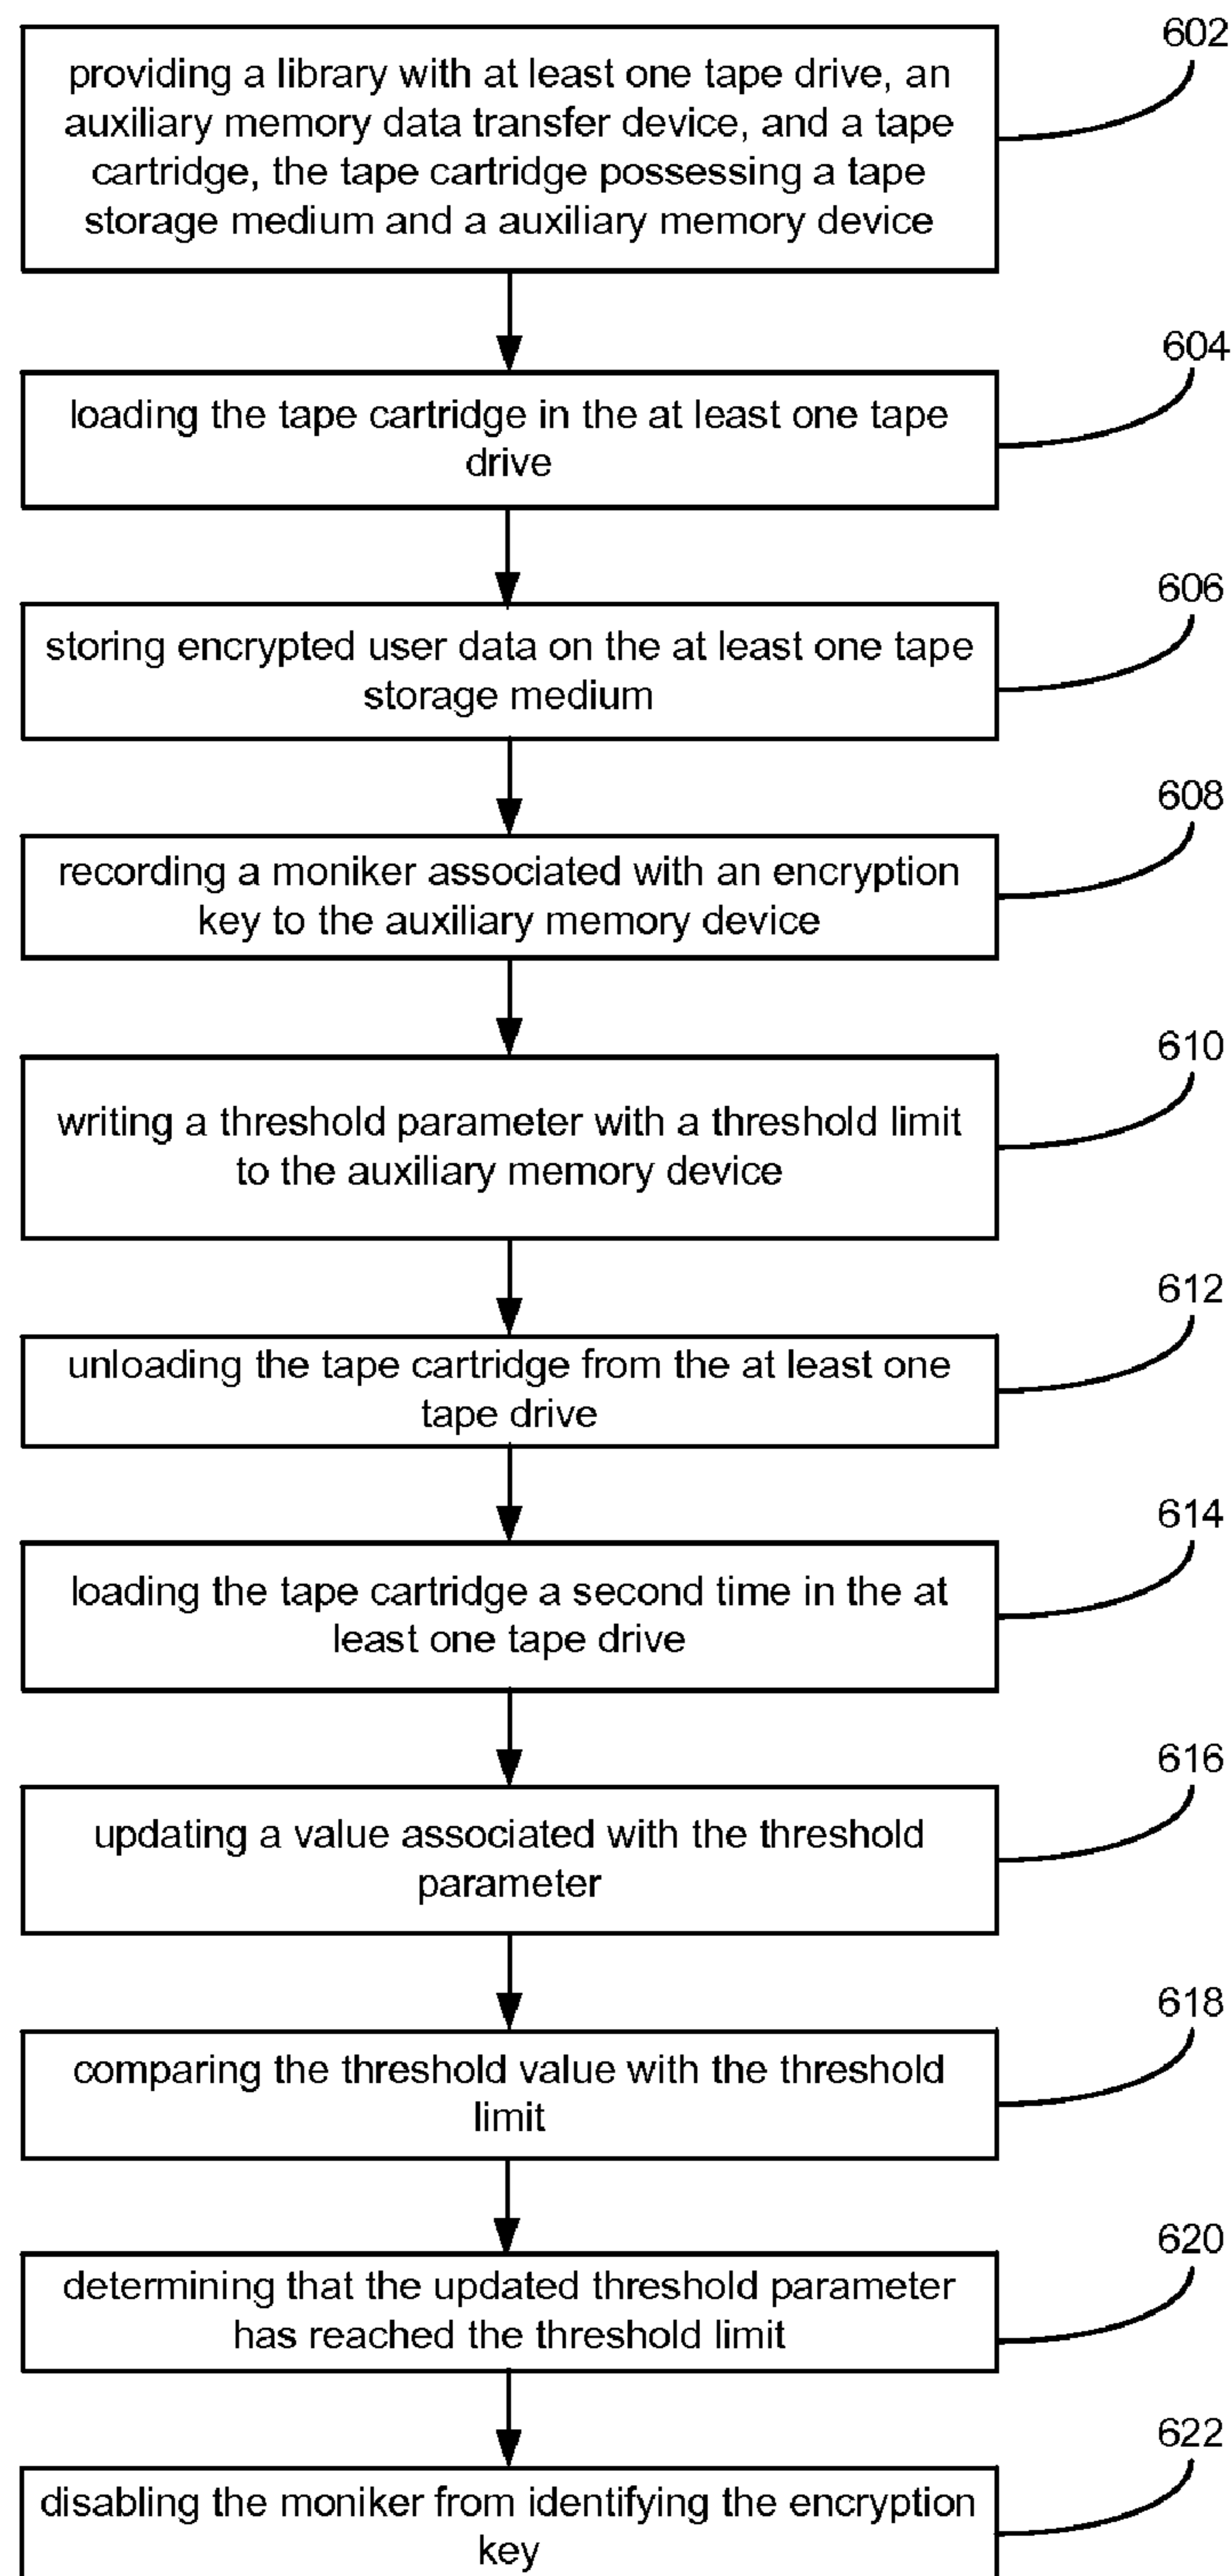 602
providing a library with at least one tape drive, an
auxiliary memory data transfer device, and a tape
cartridge, the tape cartridge possessing a tape
storage medium and a auxiliary memory device
604
loading the tape cartridge in the at least one tape
drive
606
storing encrypted user data on the at least one tape
storage medium
608
recording a moniker associated with an encryption
key to the auxiliary memory device
610
writing a threshold parameter with a threshold limit
to the auxiliary memory device
612
unloading the tape cartridge from the at least one
tape drive
614
loading the tape cartridge a second time in the at
least one tape drive
616
updating a value associated with the threshold
parameter
618
comparing the threshold value with the threshold
limit
620
determining that the updated threshold parameter
has reached the threshold limit
622
disabling the moniker from identifying the encryption
key